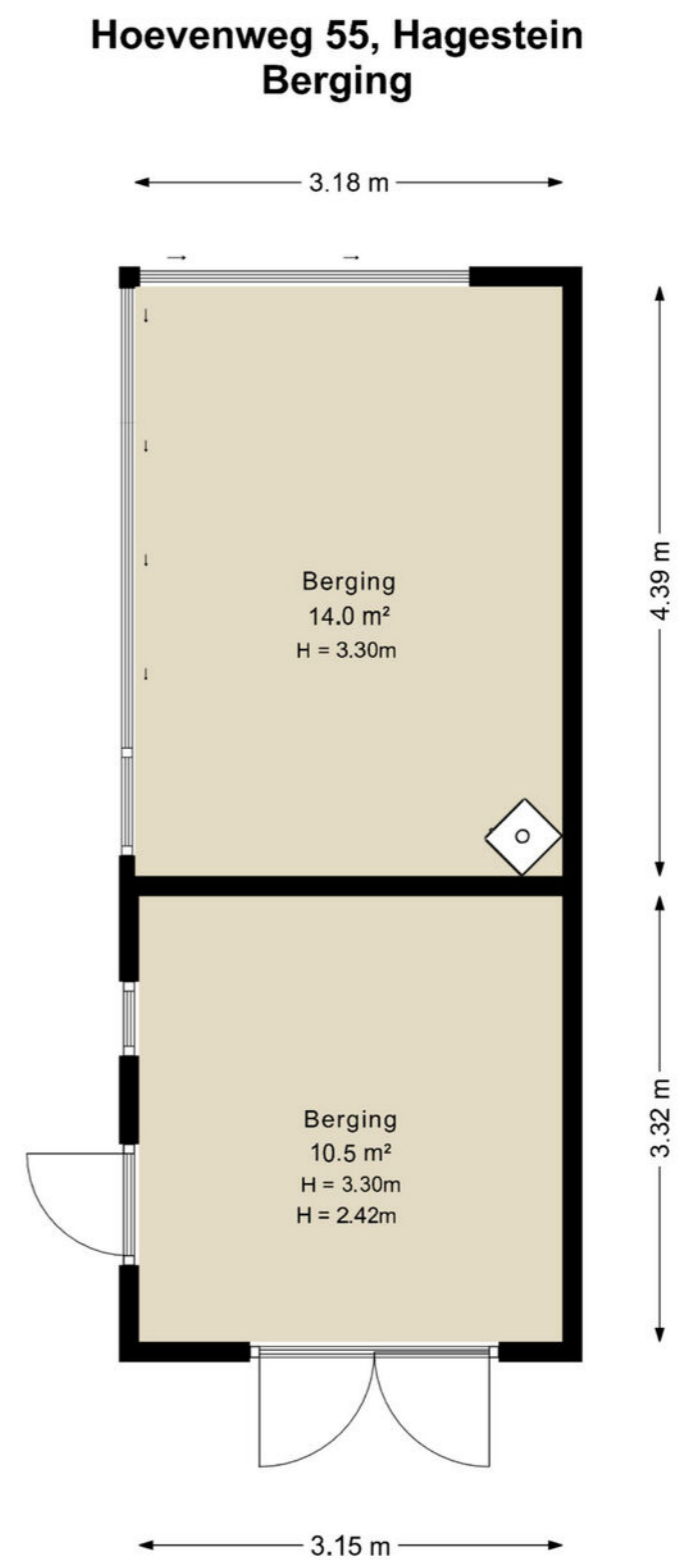 Hoevenweg 55, Hagestein
Berging
3.18 m
4.39 m
Berging
14.0 m²
H = 3.30m
3.32 m
Berging
10.5 m²
H = 3.30m
H = 2.42m
3.15 m